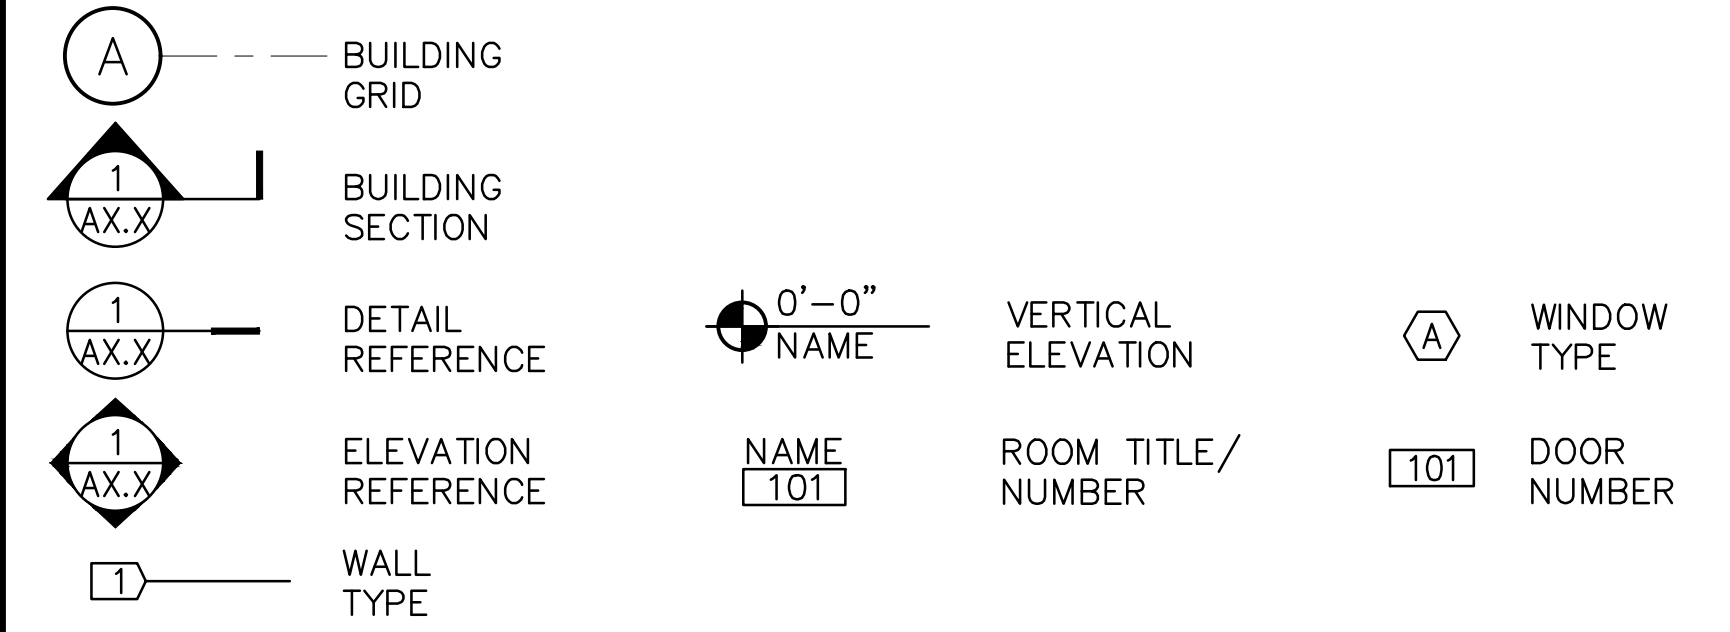 A
BUILDING
GRID
1
AX.X
BUILDING
SECTION
1
AX.X
DETAIL
REFERENCE
1
AX.X
ELEVATION
REFERENCE
1
WALL
TYPE
0'-0"
NAME
VERTICAL
ELEVATION
NAME
101
ROOM TITLE/
NUMBER
A
WINDOW
TYPE
101
DOOR
NUMBER